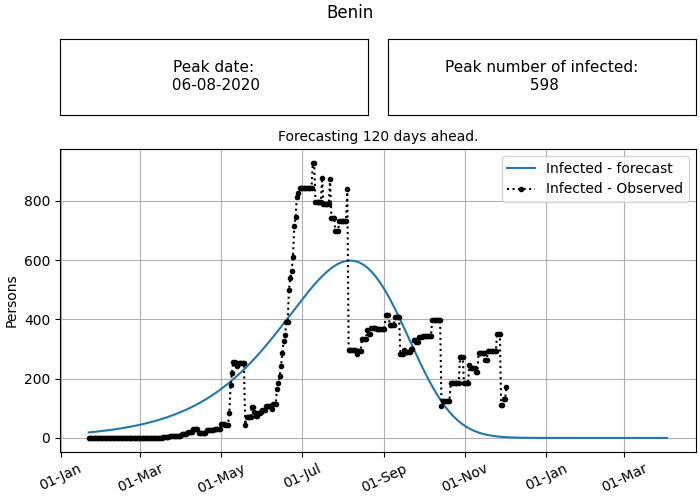 Benin
Peak date:
06-08-2020
Peak number of infected:
598
Forecasting 120 days ahead.
Infected - forecast
Infected - Observed
Persons
800
600
400
200
0
01-Jan
01-Mar
01-May
01-Jul
01-Sep
01-Nov
01-Jan
01-Mar